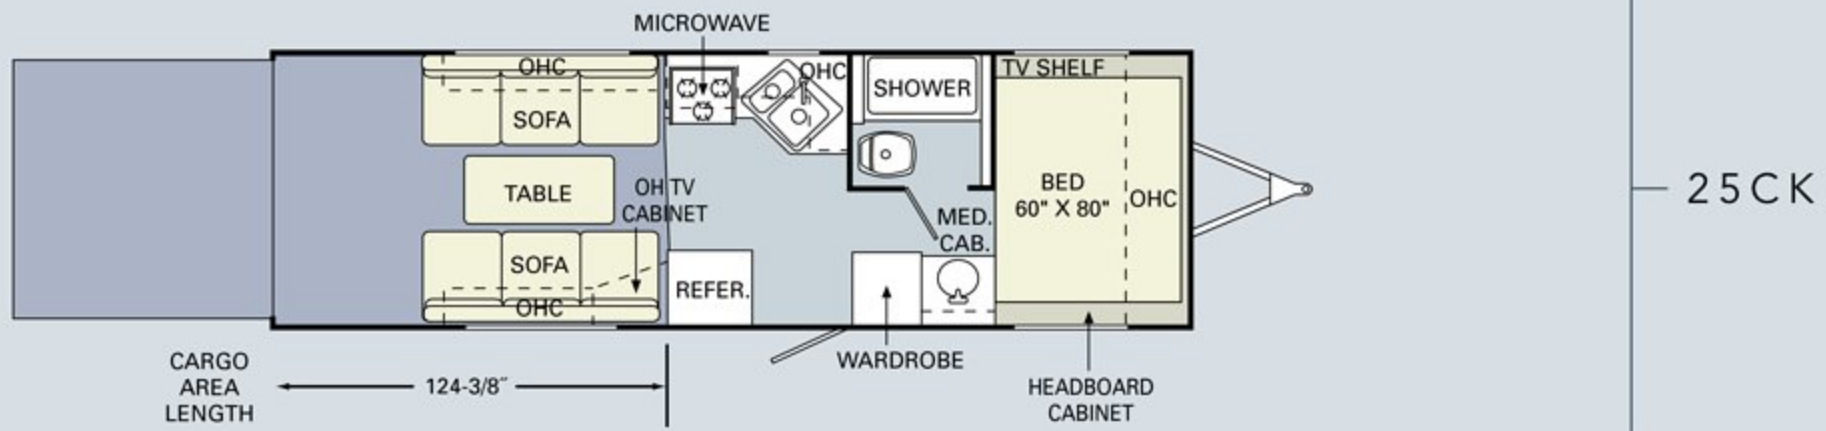 MICROWAVE
OHC
OHC
TV SHELF
SHOWER
SOFA
TABLE
OH TV
CABINET
BED
60" X 80"
OHC
25CK
MED.
CAB.
SOFA
REFER.
OHC
WARDROBE
CARGO
AREA
LENGTH
124-3/8"
HEADBOARD
CABINET